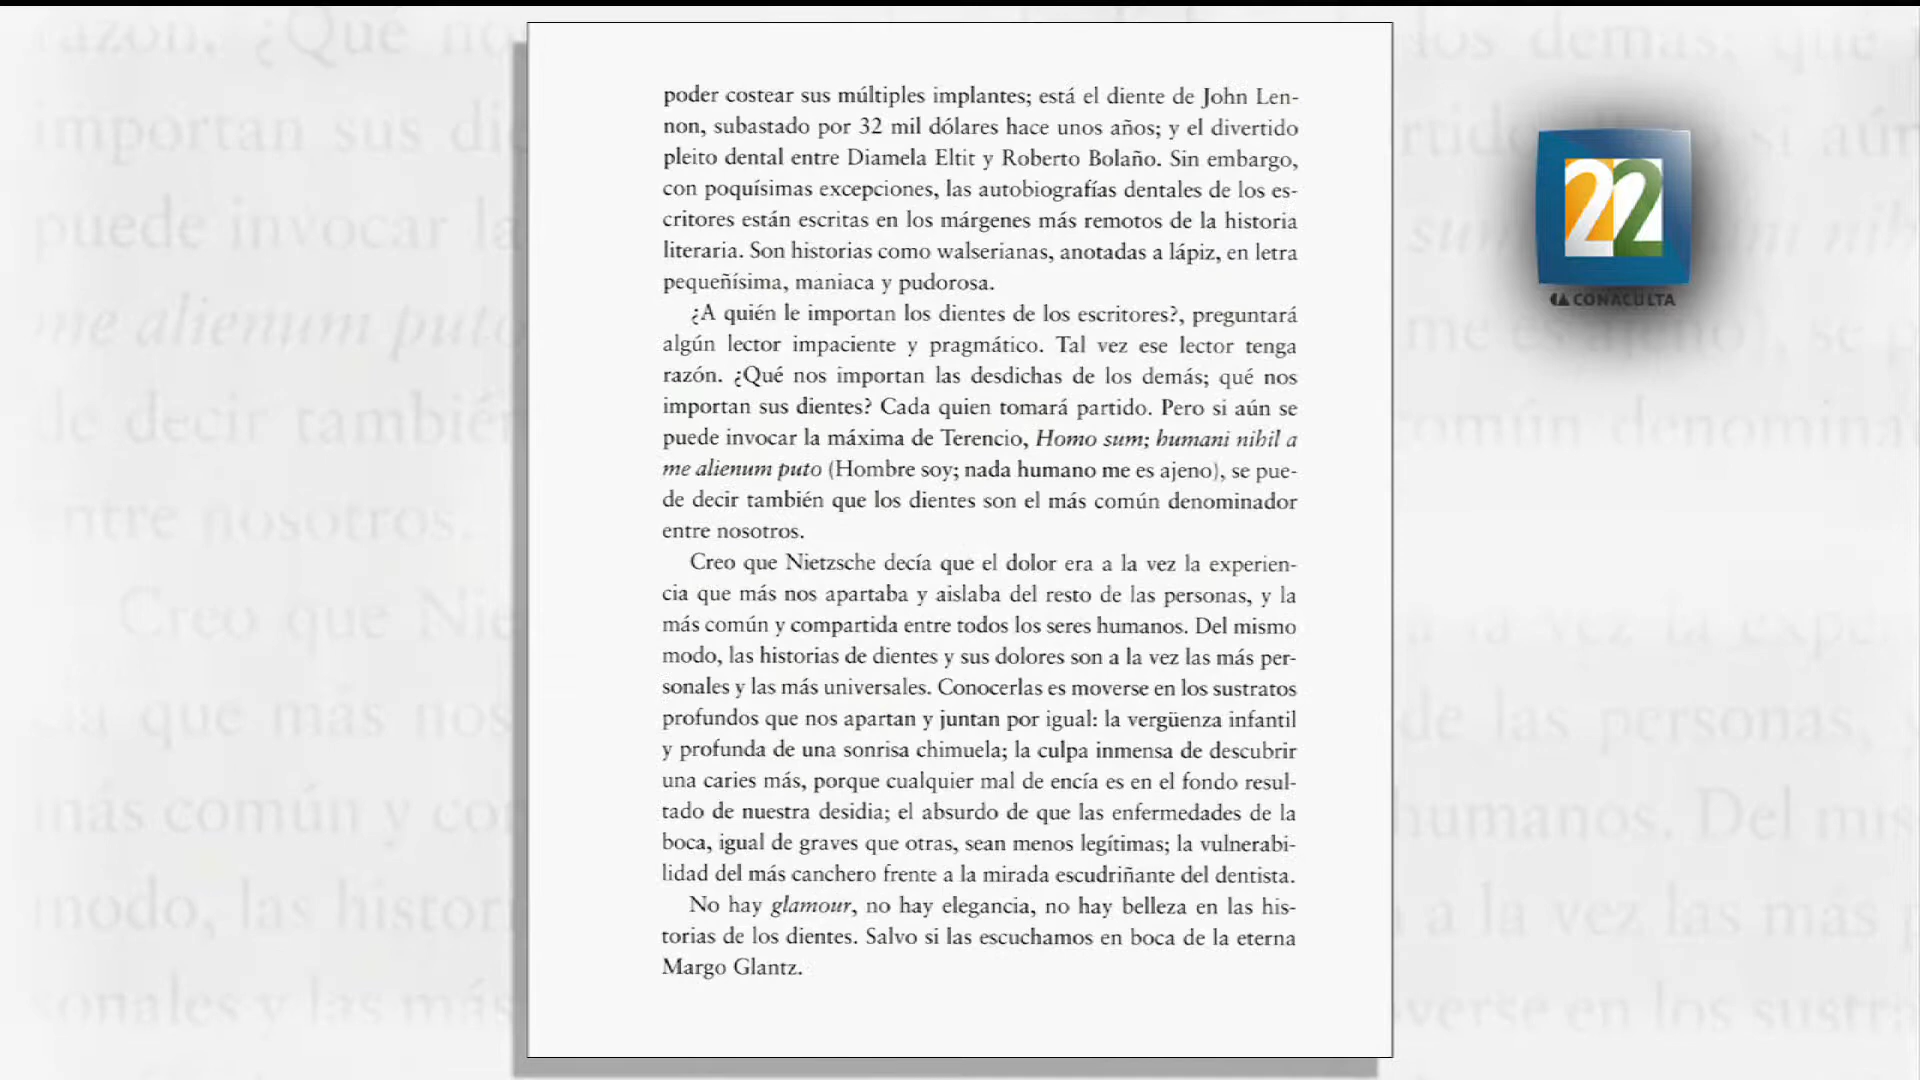 poder costear sus múltiples implantes; está el diente de John Len-
non, subastado por 32 mil dólares hace unos años; y el divertido
pleito dental entre Diamela Eltit y Roberto Bolaño. Sin embargo,
con poquísimas excepciones, las autobiografías dentales de los es-
critores están escritas en los márgenes más remotos de la historia
literaria. Son historias como walserianas, anotadas a lápiz, en letra
pequeñísima, maniaca y pudorosa.
¿A quién le importan los dientes de los escritores?, preguntará
algún lector impaciente y pragmático. Tal vez ese lector tenga
razón. ¿Qué nos importan las desdichas de los demás; qué nos
importan sus dientes? Cada quien tomará partido. Pero si aún se
puede invocar la máxima de Terencio, Homo sum; humani nihil a
me alienum puto (Hombre soy; nada humano me es ajeno), se pue-
de decir también que los dientes son el más común denominador
entre nosotros.
Creo que Nietzsche decía que el dolor era a la vez la experien-
cia que más nos apartaba y aislaba del resto de las personas, y la
más común y compartida entre todos los seres humanos. Del mismo
modo, las historias de dientes y sus dolores son a la vez las más per-
sonales y las más universales. Conocerlas es moverse en los sustratos
profundos que nos apartan y juntan por igual: la vergüenza infantil
y profunda de una sonrisa chimuela; la culpa inmensa de descubrir
una caries más, porque cualquier mal de encía es en el fondo resul-
tado de nuestra desidia; el absurdo de que las enfermedades de la
boca, igual de graves que otras, sean menos legítimas; la vulnerabi-
lidad del más canchero frente a la mirada escudriñante del dentista.
No hay glamour, no hay elegancia, no hay belleza en las his-
torias de los dientes. Salvo si las escuchamos en boca de la eterna
Margo Glantz.
22
CONACULTA